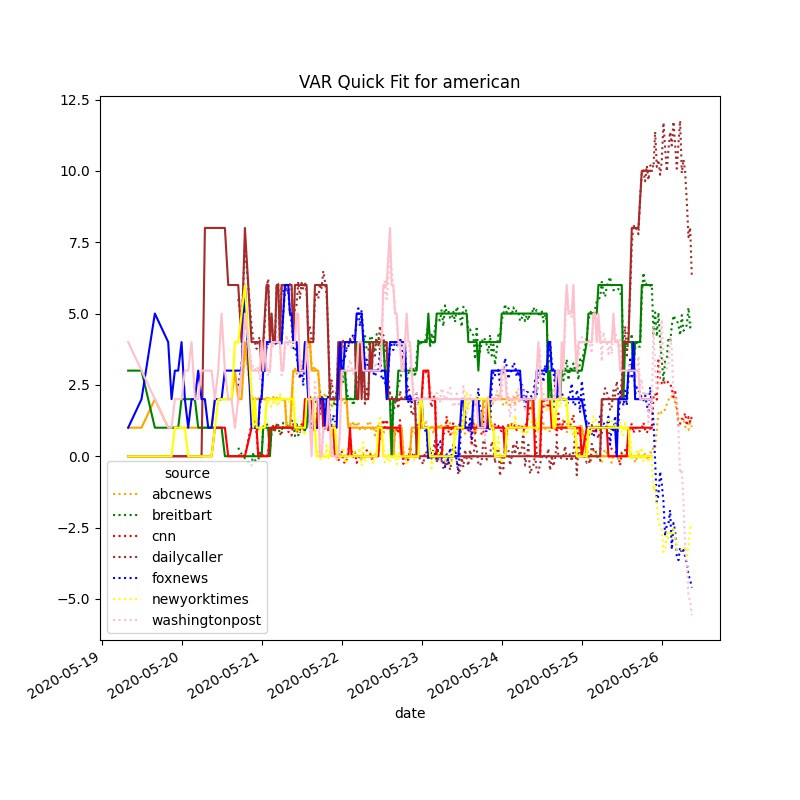 VAR Quick Fit for american
12.5
10.0
7.5
5.0
2.5
0.0
−2.5
−5.0
source
abcnews
breitbart
cnn
dailycaller
foxnews
newyorktimes
washingtonpost
2020-05-19
2020-05-20
2020-05-21
2020-05-22
2020-05-23
2020-05-24
2020-05-25
2020-05-26
date